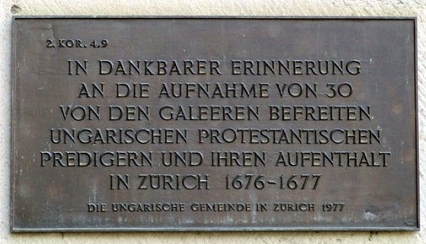 2. KOR. 4.9
IN DANKBARER ERINNERUNG
AN DIE AUFNAHME VON 30
VON DEN GALEEREN BEFREITEN
UNGARISCHEN PROTESTANTISCHEN
PREDIGERN UND IHREN AUFENTHALT
IN ZÜRICH 1676-1677
DIE UNGARISCHE GEMEINDE IN ZÜRICH 1977